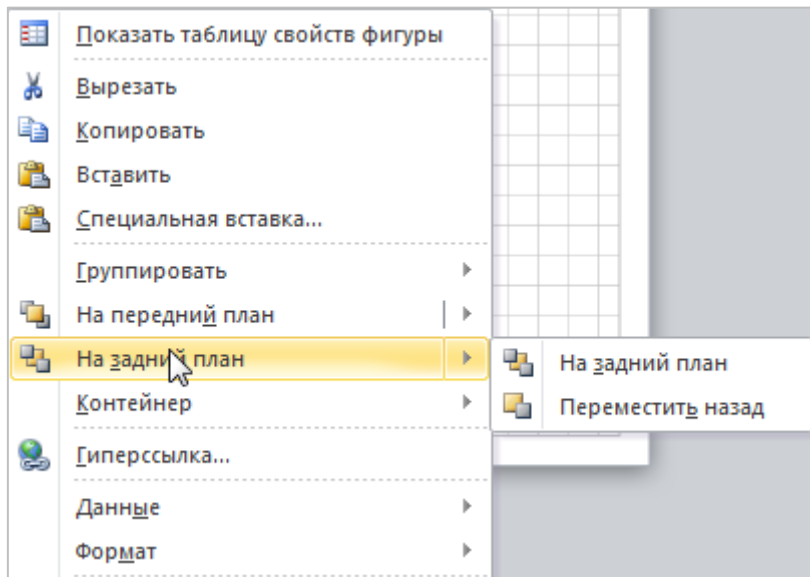 Показать таблицу свойств фигуры
Вырезать
Копировать
Вставить
Специальная вставка...
Группировать
На передний план
На задний план
Контейнер
Гиперссылка...
Данные
Формат
На задний план
Переместить назад